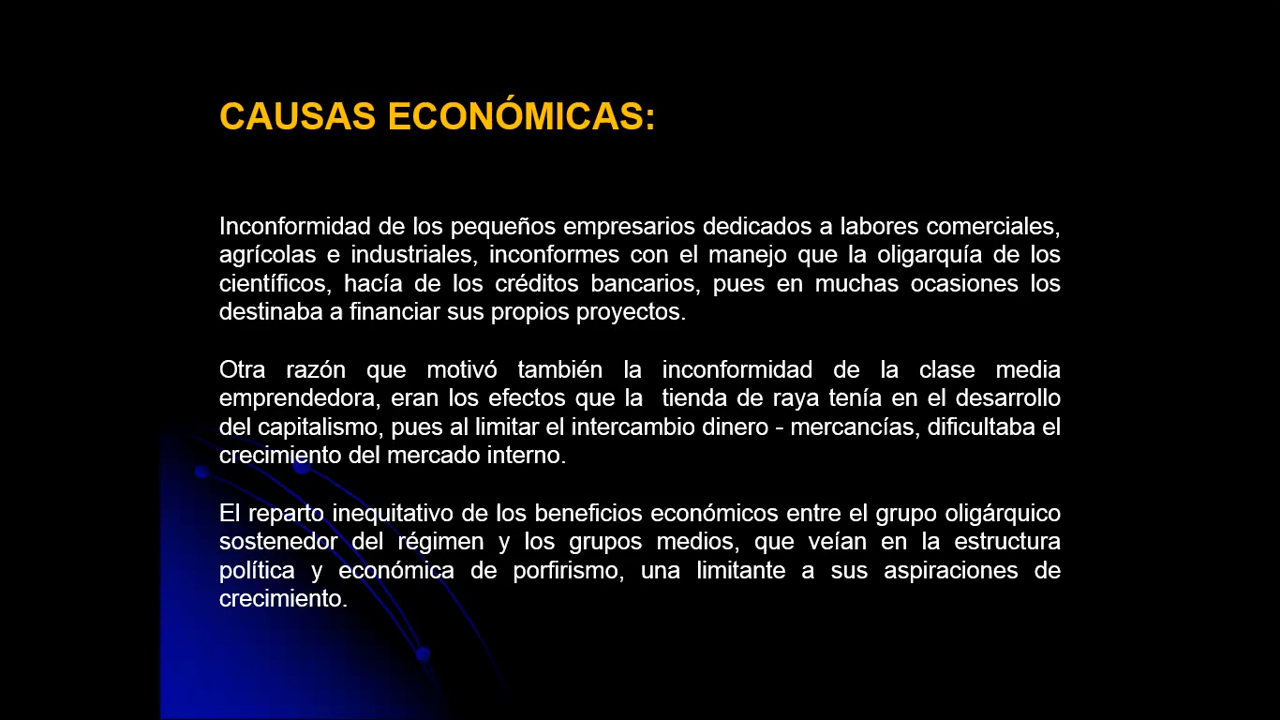 CAUSAS ECONÓMICAS:
Inconformidad de los pequeños empresarios dedicados a labores comerciales,
agrícolas e industriales, inconformes con el manejo que la oligarquía de los
científicos, hacía de los créditos bancarios, pues en muchas ocasiones los
destinaba a financiar sus propios proyectos.
Otra razón que motivó también la inconformidad de la clase media
emprendedora, eran los efectos que la tienda de raya tenía en el desarrollo
del capitalismo, pues al limitar el intercambio dinero - mercancías, dificultaba el
crecimiento del mercado interno.
El reparto inequitativo de los beneficios económicos entre el grupo oligárquico
sostenedor del régimen y los grupos medios, que veían en la estructura
política y económica de porfirismo, una limitante a sus aspiraciones de
crecimiento.